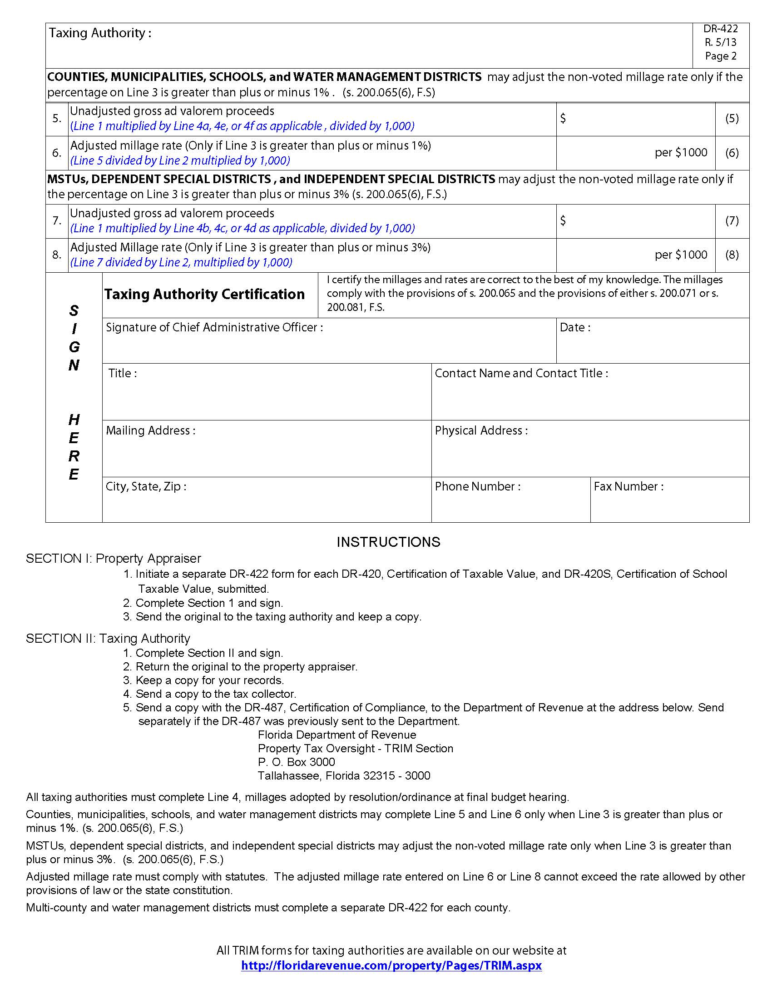 Taxing Authority :
DR-422
R. 5/13
Page 2
COUNTIES, MUNICIPALITIES, SCHOOLS, and WATER MANAGEMENT DISTRICTS may adjust the non-voted millage rate only if the
percentage on Line 3 is greater than plus or minus 1% . (s. 200.065(6), F.S)
5.
Unadjusted gross ad valorem proceeds
(Line 1 multiplied by Line 4a, 4e, or 4f as applicable , divided by 1,000)
$
(5)
6.
Adjusted millage rate (Only if Line 3 is greater than plus or minus 1%)
(Line 5 divided by Line 2 multiplied by 1,000)
per $1000
(6)
MSTUs, DEPENDENT SPECIAL DISTRICTS , and INDEPENDENT SPECIAL DISTRICTS may adjust the non-voted millage rate only if
the percentage on Line 3 is greater than plus or minus 3% (s. 200.065(6), F.S.)
7.
Unadjusted gross ad valorem proceeds
(Line 1 multiplied by Line 4b, 4c, or 4d as applicable, divided by 1,000)
$
(7)
8.
Adjusted Millage rate (Only if Line 3 is greater than plus or minus 3%)
(Line 7 divided by Line 2, multiplied by 1,000)
per $1000
(8)
S
I
G
N
H
E
R
E
Taxing Authority Certification
I certify the millages and rates are correct to the best of my knowledge. The millages
comply with the provisions of s. 200.065 and the provisions of either s. 200.071 or s.
200.081, F.S.
Signature of Chief Administrative Officer :
Date :
Title :
Contact Name and Contact Title :
Mailing Address :
Physical Address :
City, State, Zip :
Phone Number :
Fax Number :
INSTRUCTIONS
SECTION I: Property Appraiser
1. Initiate a separate DR-422 form for each DR-420, Certification of Taxable Value, and DR-420S, Certification of School
Taxable Value, submitted.
2. Complete Section 1 and sign.
3. Send the original to the taxing authority and keep a copy.
SECTION II: Taxing Authority
1. Complete Section II and sign.
2. Return the original to the property appraiser.
3. Keep a copy for your records.
4. Send a copy to the tax collector.
5. Send a copy with the DR-487, Certification of Compliance, to the Department of Revenue at the address below. Send
separately if the DR-487 was previously sent to the Department.
Florida Department of Revenue
Property Tax Oversight - TRIM Section
P. O. Box 3000
Tallahassee, Florida 32315 - 3000
All taxing authorities must complete Line 4, millages adopted by resolution/ordinance at final budget hearing.
Counties, municipalities, schools, and water management districts may complete Line 5 and Line 6 only when Line 3 is greater than plus or
minus 1%. (s. 200.065(6), F.S.)
MSTUs, dependent special districts, and independent special districts may adjust the non-voted millage rate only when Line 3 is greater than
plus or minus 3%. (s. 200.065(6), F.S.)
Adjusted millage rate must comply with statutes. The adjusted millage rate entered on Line 6 or Line 8 cannot exceed the rate allowed by other
provisions of law or the state constitution.
Multi-county and water management districts must complete a separate DR-422 for each county.
All TRIM forms for taxing authorities are available on our website at
http://floridarevenue.com/property/Pages/TRIM.aspx